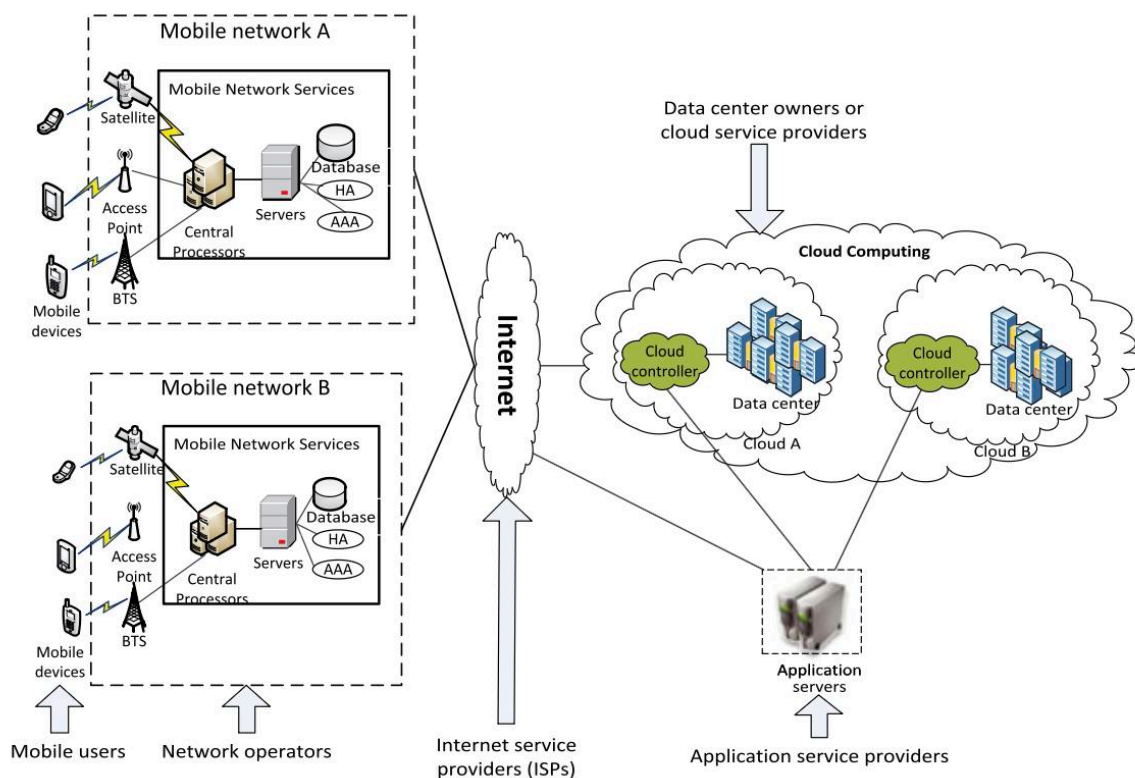 Mobile network A
Mobile Network Services
Satellite
Database
HA
AAA
Access
Point
Servers
Central
Processors
BTS
Mobile
devices
Mobile network B
Mobile Network Services
Satellite
Database
HA
AAA
Access
Point
Servers
Central
Processors
BTS
Mobile
devices
Mobile users
Network operators
Internet
Internet service
providers (ISPs)
Data center owners or
cloud service providers
Cloud Computing
Cloud
controller
Data center
Cloud A
Cloud
controller
Data center
Cloud B
Application
servers
Application service providers